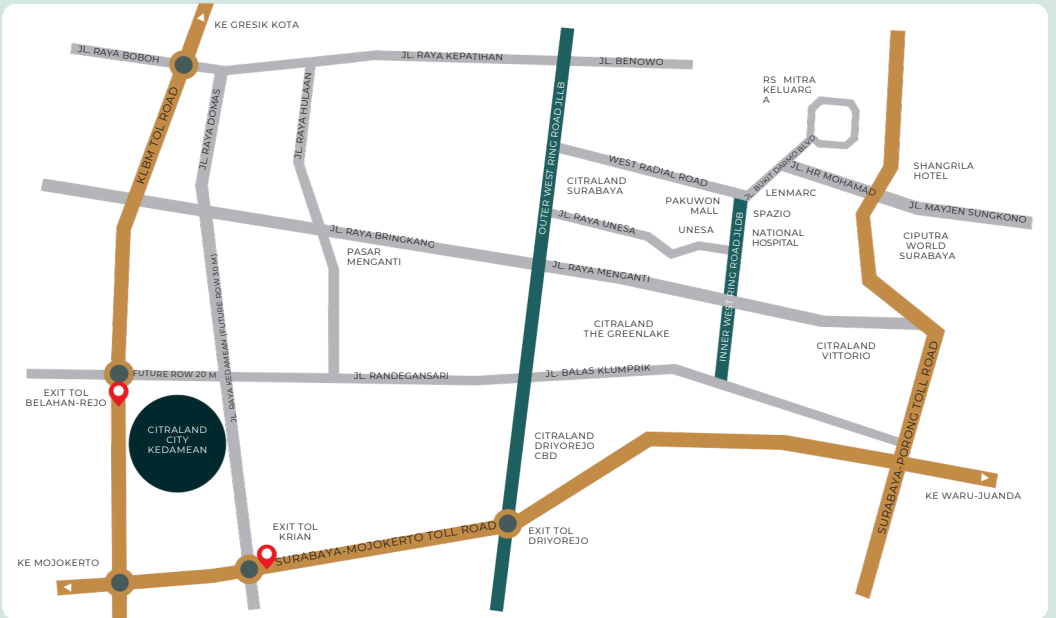 KE GRESIK KOTA
JL. RAYA BOBOH
JL. RAYA KEPATIHAN
JL. BENOWO
KLBM TOL ROAD
JL. RAYA DOMAS
JL. RAYA HULAAN
OUTER WEST RING ROAD JLLB
RS MITRA
KELUARG
A
JL. BUKIT DARMO BLVD
WEST RADIAL ROAD
JL. HR MOHAMAD
SHANGRILA
HOTEL
CITRALAND
SURABAYA
LENMARC
PAKUWON
MALL
JL. MAYJEN SUNGKONO
SPAZIO
JL. RAYA UNESA
UNESA
NATIONAL
HOSPITAL
CIPUTRA
WORLD
SURABAYA
JL. RAYA BRINGKANG
PASAR
MENGANTI
JL. RAYA MENGANTI
INNER WEST RING ROAD JLDB
JL. RAYA KEDAMEAN (FUTURE ROW 30 M)
CITRALAND
THE GREENLAKE
CITRALAND
VITTORIO
FUTURE ROW 20 M
JL. RANDEGANSARI
JL. BALAS KLUMPRIK
EXIT TOL
BELAHAN-REJO
CITRALAND
CITY
KEDAMEAN
CITRALAND
DRIYOREJO
CBD
SURABAYA-PORONG TOLL ROAD
KE WARU-JUANDA
EXIT TOL
KRIAN
SURABAYA-MOJOKERTO TOLL ROAD
EXIT TOL
DRIYOREJO
KE MOJOKERTO